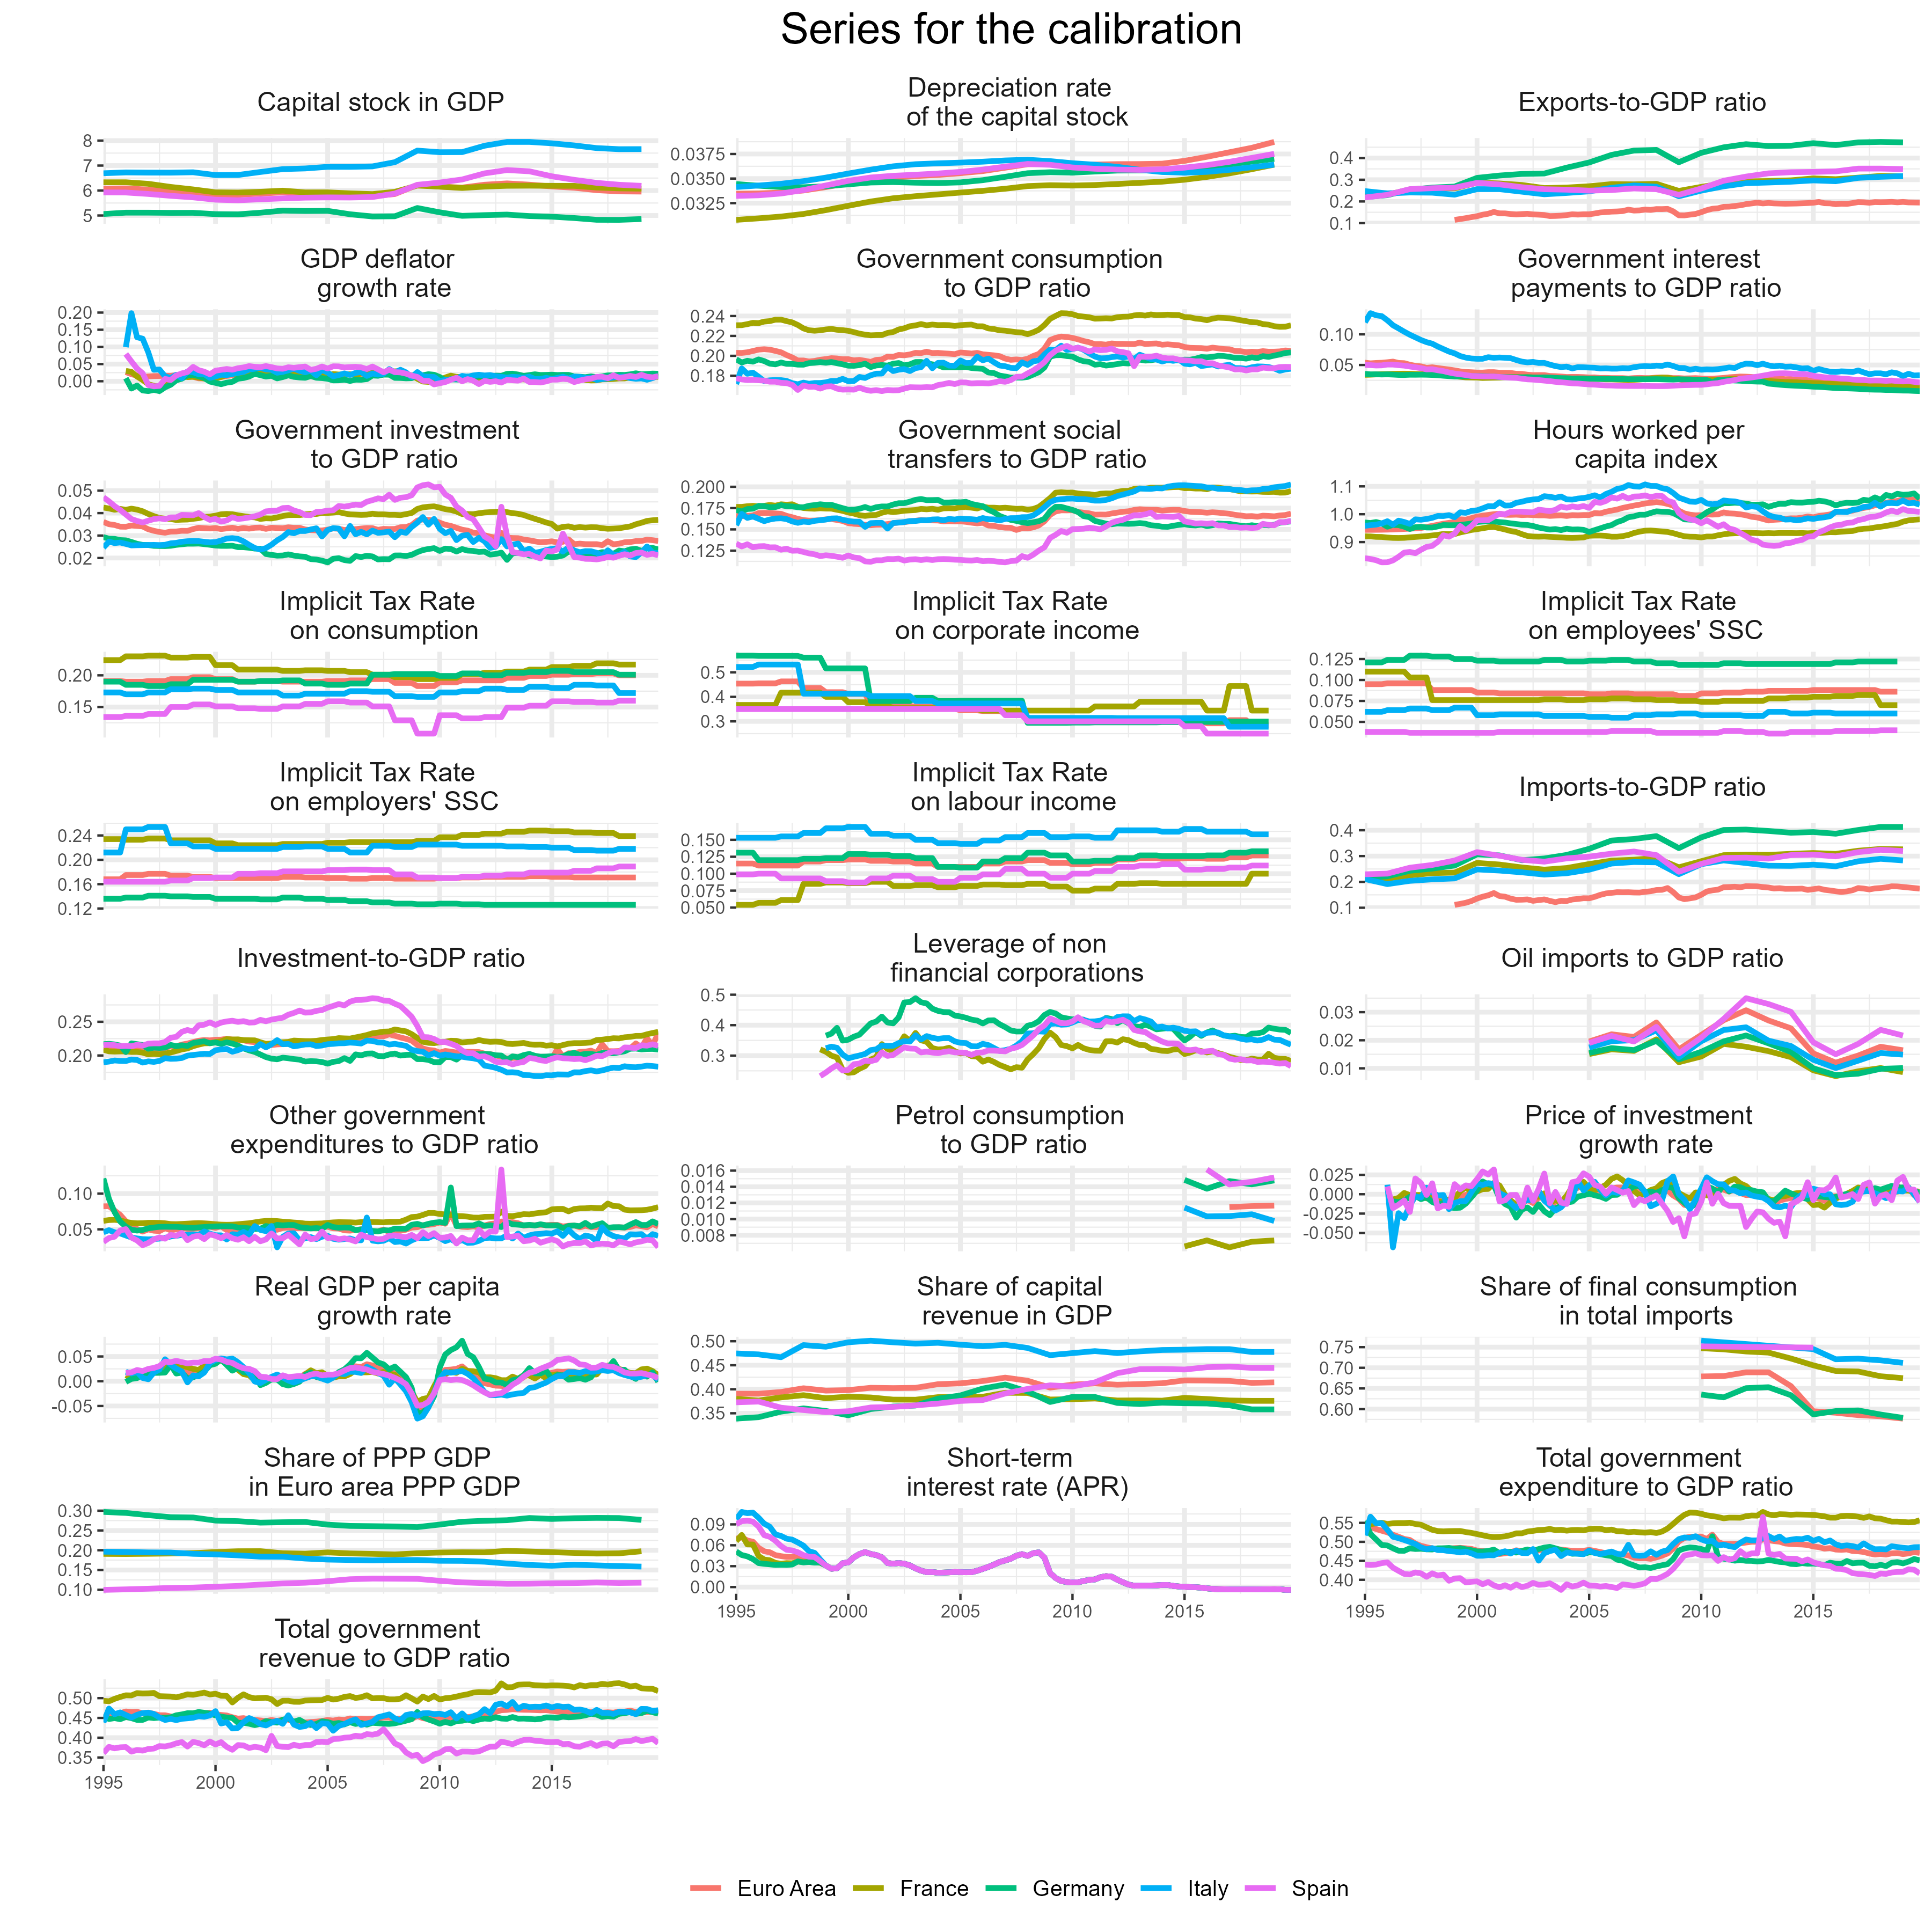 Series for the calibration
Capital stock in GDP
8
7
6
5
Depreciation rate
of the capital stock
0.0375
0.0350
0.0325
Exports-to-GDP ratio
0.4
0.3
0.2
0.1
GDP deflator
growth rate
0.20
0.15
0.10
0.05
0.00
Government consumption
to GDP ratio
0.24
0.22
0.20
0.18
Government interest
payments to GDP ratio
0.10
0.05
Government investment
to GDP ratio
0.05
0.04
0.03
0.02
Government social
transfers to GDP ratio
0.200
0.175
0.150
0.125
Hours worked per
capita index
1.1
1.0
0.9
Implicit Tax Rate
on consumption
0.20
0.15
Implicit Tax Rate
on corporate income
0.5
0.4
0.3
Implicit Tax Rate
on employees' SSC
0.125
0.100
0.075
0.050
Implicit Tax Rate
on employers' SSC
0.24
0.20
0.16
0.12
Implicit Tax Rate
on labour income
0.150
0.125
0.100
0.075
0.050
Imports-to-GDP ratio
0.4
0.3
0.2
0.1
Investment-to-GDP ratio
0.25
0.20
Leverage of non
financial corporations
0.5
0.4
0.3
Oil imports to GDP ratio
0.03
0.02
0.01
Other government
expenditures to GDP ratio
0.10
0.05
Petrol consumption
to GDP ratio
0.016
0.014
0.012
0.010
0.008
Price of investment
growth rate
0.025
0.000
-0.025
-0.050
Real GDP per capita
growth rate
0.05
0.00
-0.05
Share of capital
revenue in GDP
0.50
0.45
0.40
0.35
Share of final consumption
in total imports
0.75
0.70
0.65
0.60
Share of PPP GDP
in Euro area PPP GDP
0.30
0.25
0.20
0.15
0.10
Short-term
interest rate (APR)
0.09
0.06
0.03
0.00
1995 2000 2005 2010 2015
Total government
expenditure to GDP ratio
0.55
0.50
0.45
0.40
1995 2000 2005 2010 2015
Total government
revenue to GDP ratio
0.50
0.45
0.40
0.35
1995 2000 2005 2010 2015
Euro Area France Germany Italy Spain